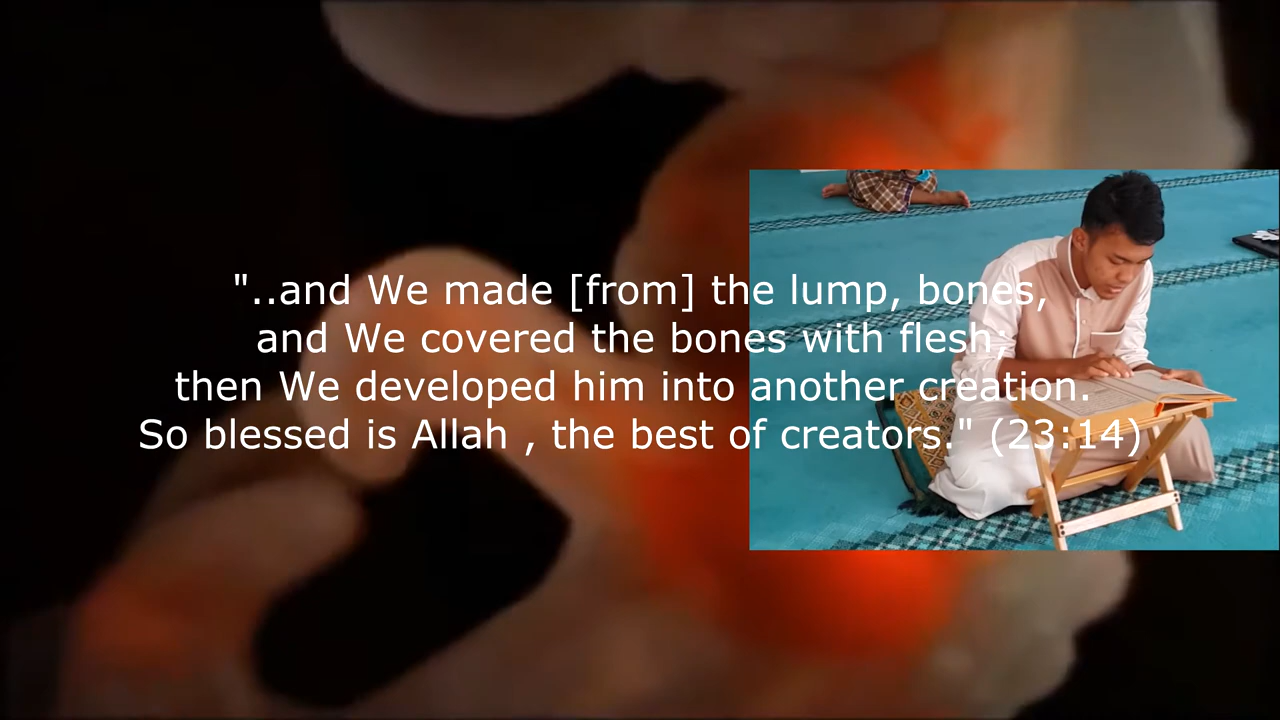 "..and We made [from] the lump, bones,
and We covered the bones with flesh;
then We developed him into another creation.
So blessed is Allah , the best of creators." (23:14)